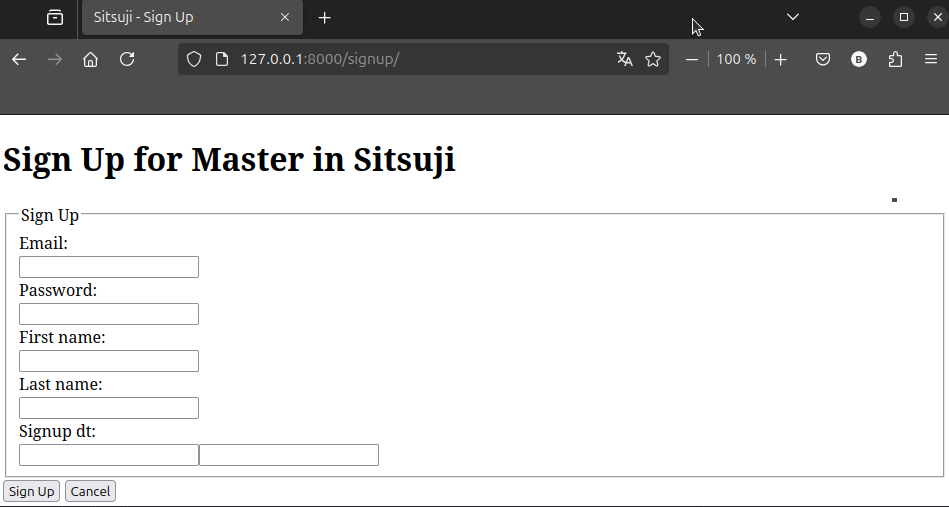 Sitsuji - Sign Up
127.0.0.1:8000/signup/
100 %
B
Sign Up for Master in Sitsuji
Sign Up
Email:
Password:
First name:
Last name:
Signup dt:
Sign Up Cancel